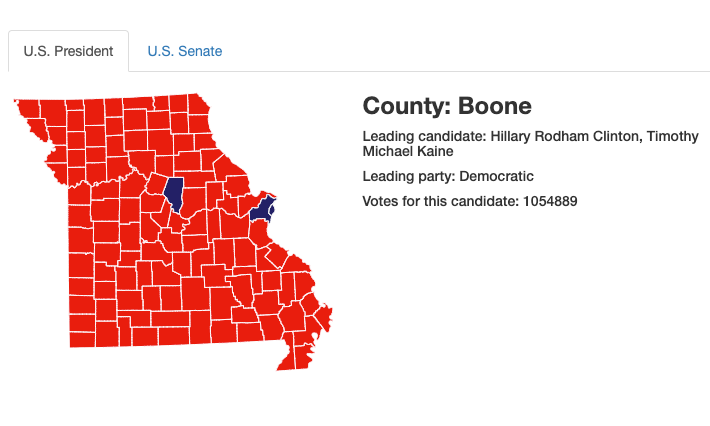 U.S. President
U.S. Senate
County: Boone
Leading candidate: Hillary Rodham Clinton, Timothy
Michael Kaine
Leading party: Democratic
Votes for this candidate: 1054889